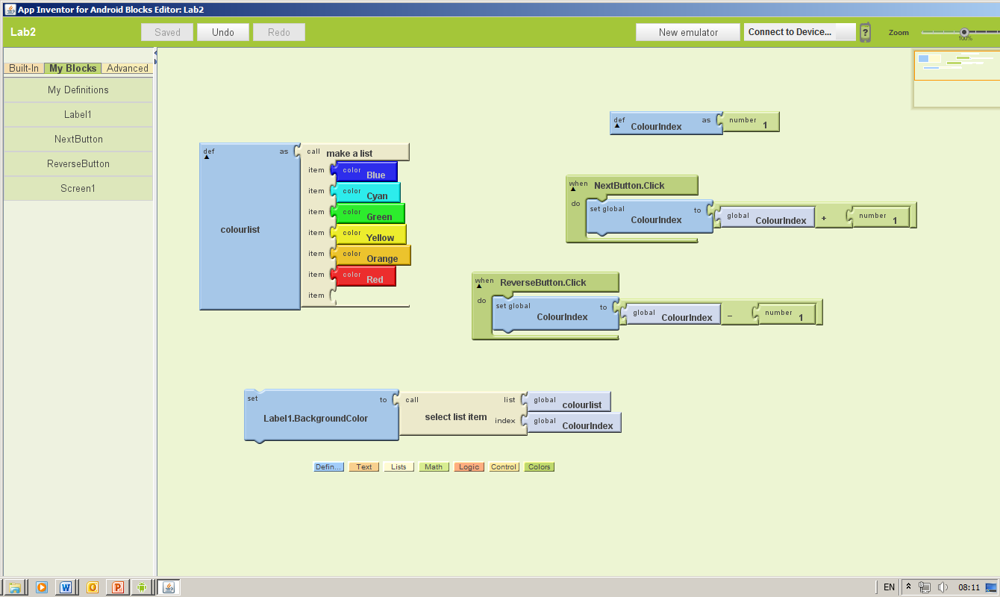 App Inventor for Android Blocks Editor: Lab2
Lab2
Saved
Undo
Redo
New emulator
Connect to Device...
?
Zoom
100%
Built-In
My Blocks
Advanced
My Definitions
Label1
NextButton
ReverseButton
Screen1
def
ColourIndex
as
number 1
def
colourlist
as
call make a list
item color Blue
item color Cyan
item color Green
item color Yellow
item color Orange
item color Red
item
when NextButton.Click
do
set global ColourIndex to
global ColourIndex + number 1
when ReverseButton.Click
do
set global ColourIndex to
global ColourIndex - number 1
set
Label1.BackgroundColor
to
call
select list item
list global colourlist
index global ColourIndex
Defin...
Text
Lists
Math
Logic
Control
Colors
EN
08:11